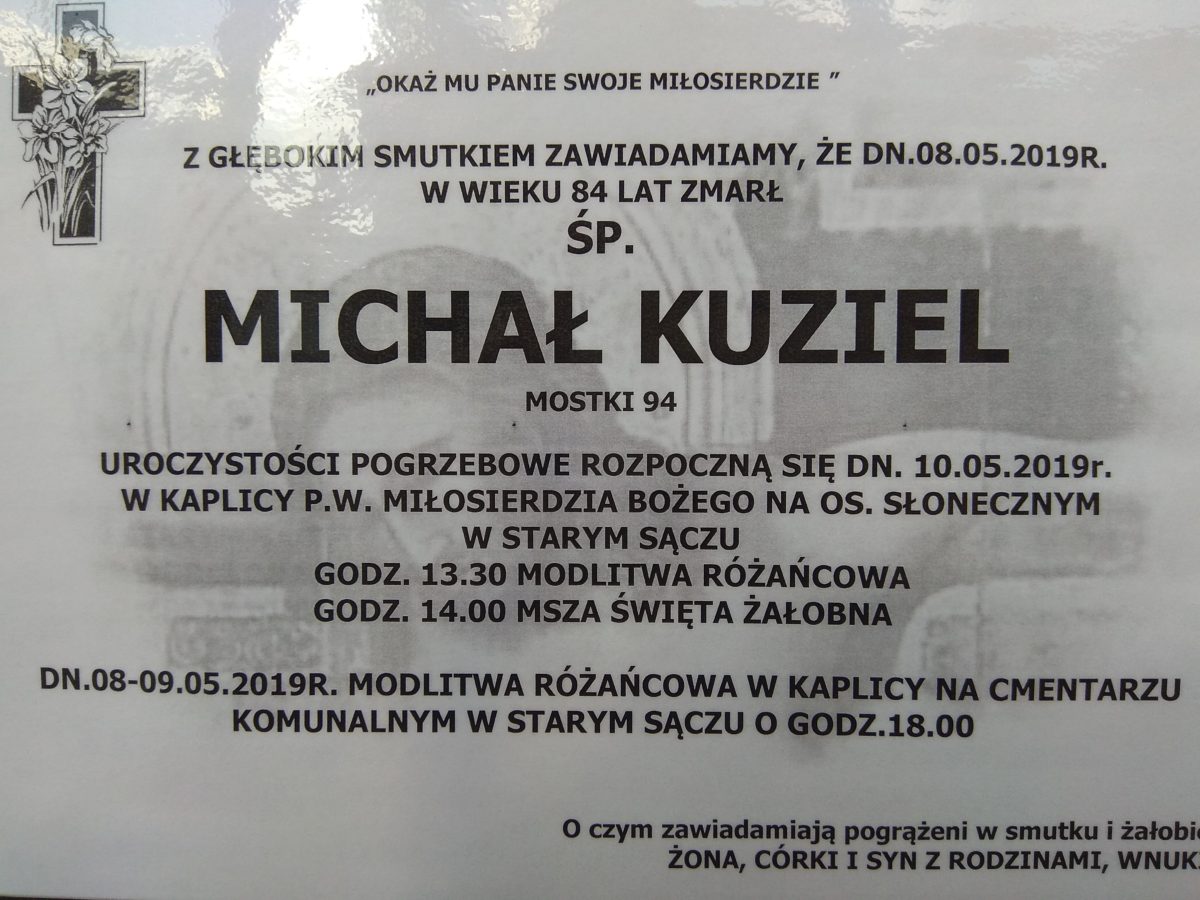 „OKAŻ MU PANIE SWOJE MIŁOSIERDZIE ”
Z GŁĘBOKIM SMUTKIEM ZAWIADAMIAMY, ŻE DN.08.05.2019R.
W WIEKU 84 LAT ZMARŁ
ŚP.
MICHAŁ KUZIEL
MOSTKI 94
UROCZYSTOŚCI POGRZEBOWE ROZPOCZNĄ SIĘ DN. 10.05.2019r.
W KAPLICY P.W. MIŁOSIERDZIA BOŻEGO NA OS. SŁONECZNYM
W STARYM SĄCZU
GODZ. 13.30 MODLITWA RÓŻAŃCOWA
GODZ. 14.00 MSZA ŚWIĘTA ŻAŁOBNA
DN.08-09.05.2019R. MODLITWA RÓŻAŃCOWA W KAPLICY NA CMENTARZU
KOMUNALNYM W STARYM SĄCZU O GODZ.18.00
O czym zawiadamiają pogrążeni w smutku i żałobie
ŻONA, CÓRKI I SYN Z RODZINAMI, WNUKI